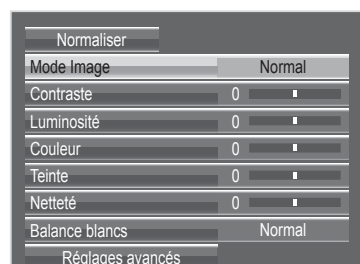 Normaliser
Mode Image Normal
Contraste 0
Luminosité 0
Couleur 0
Teinte 0
Netteté 0
Balance blancs Normal
Réglages avancés